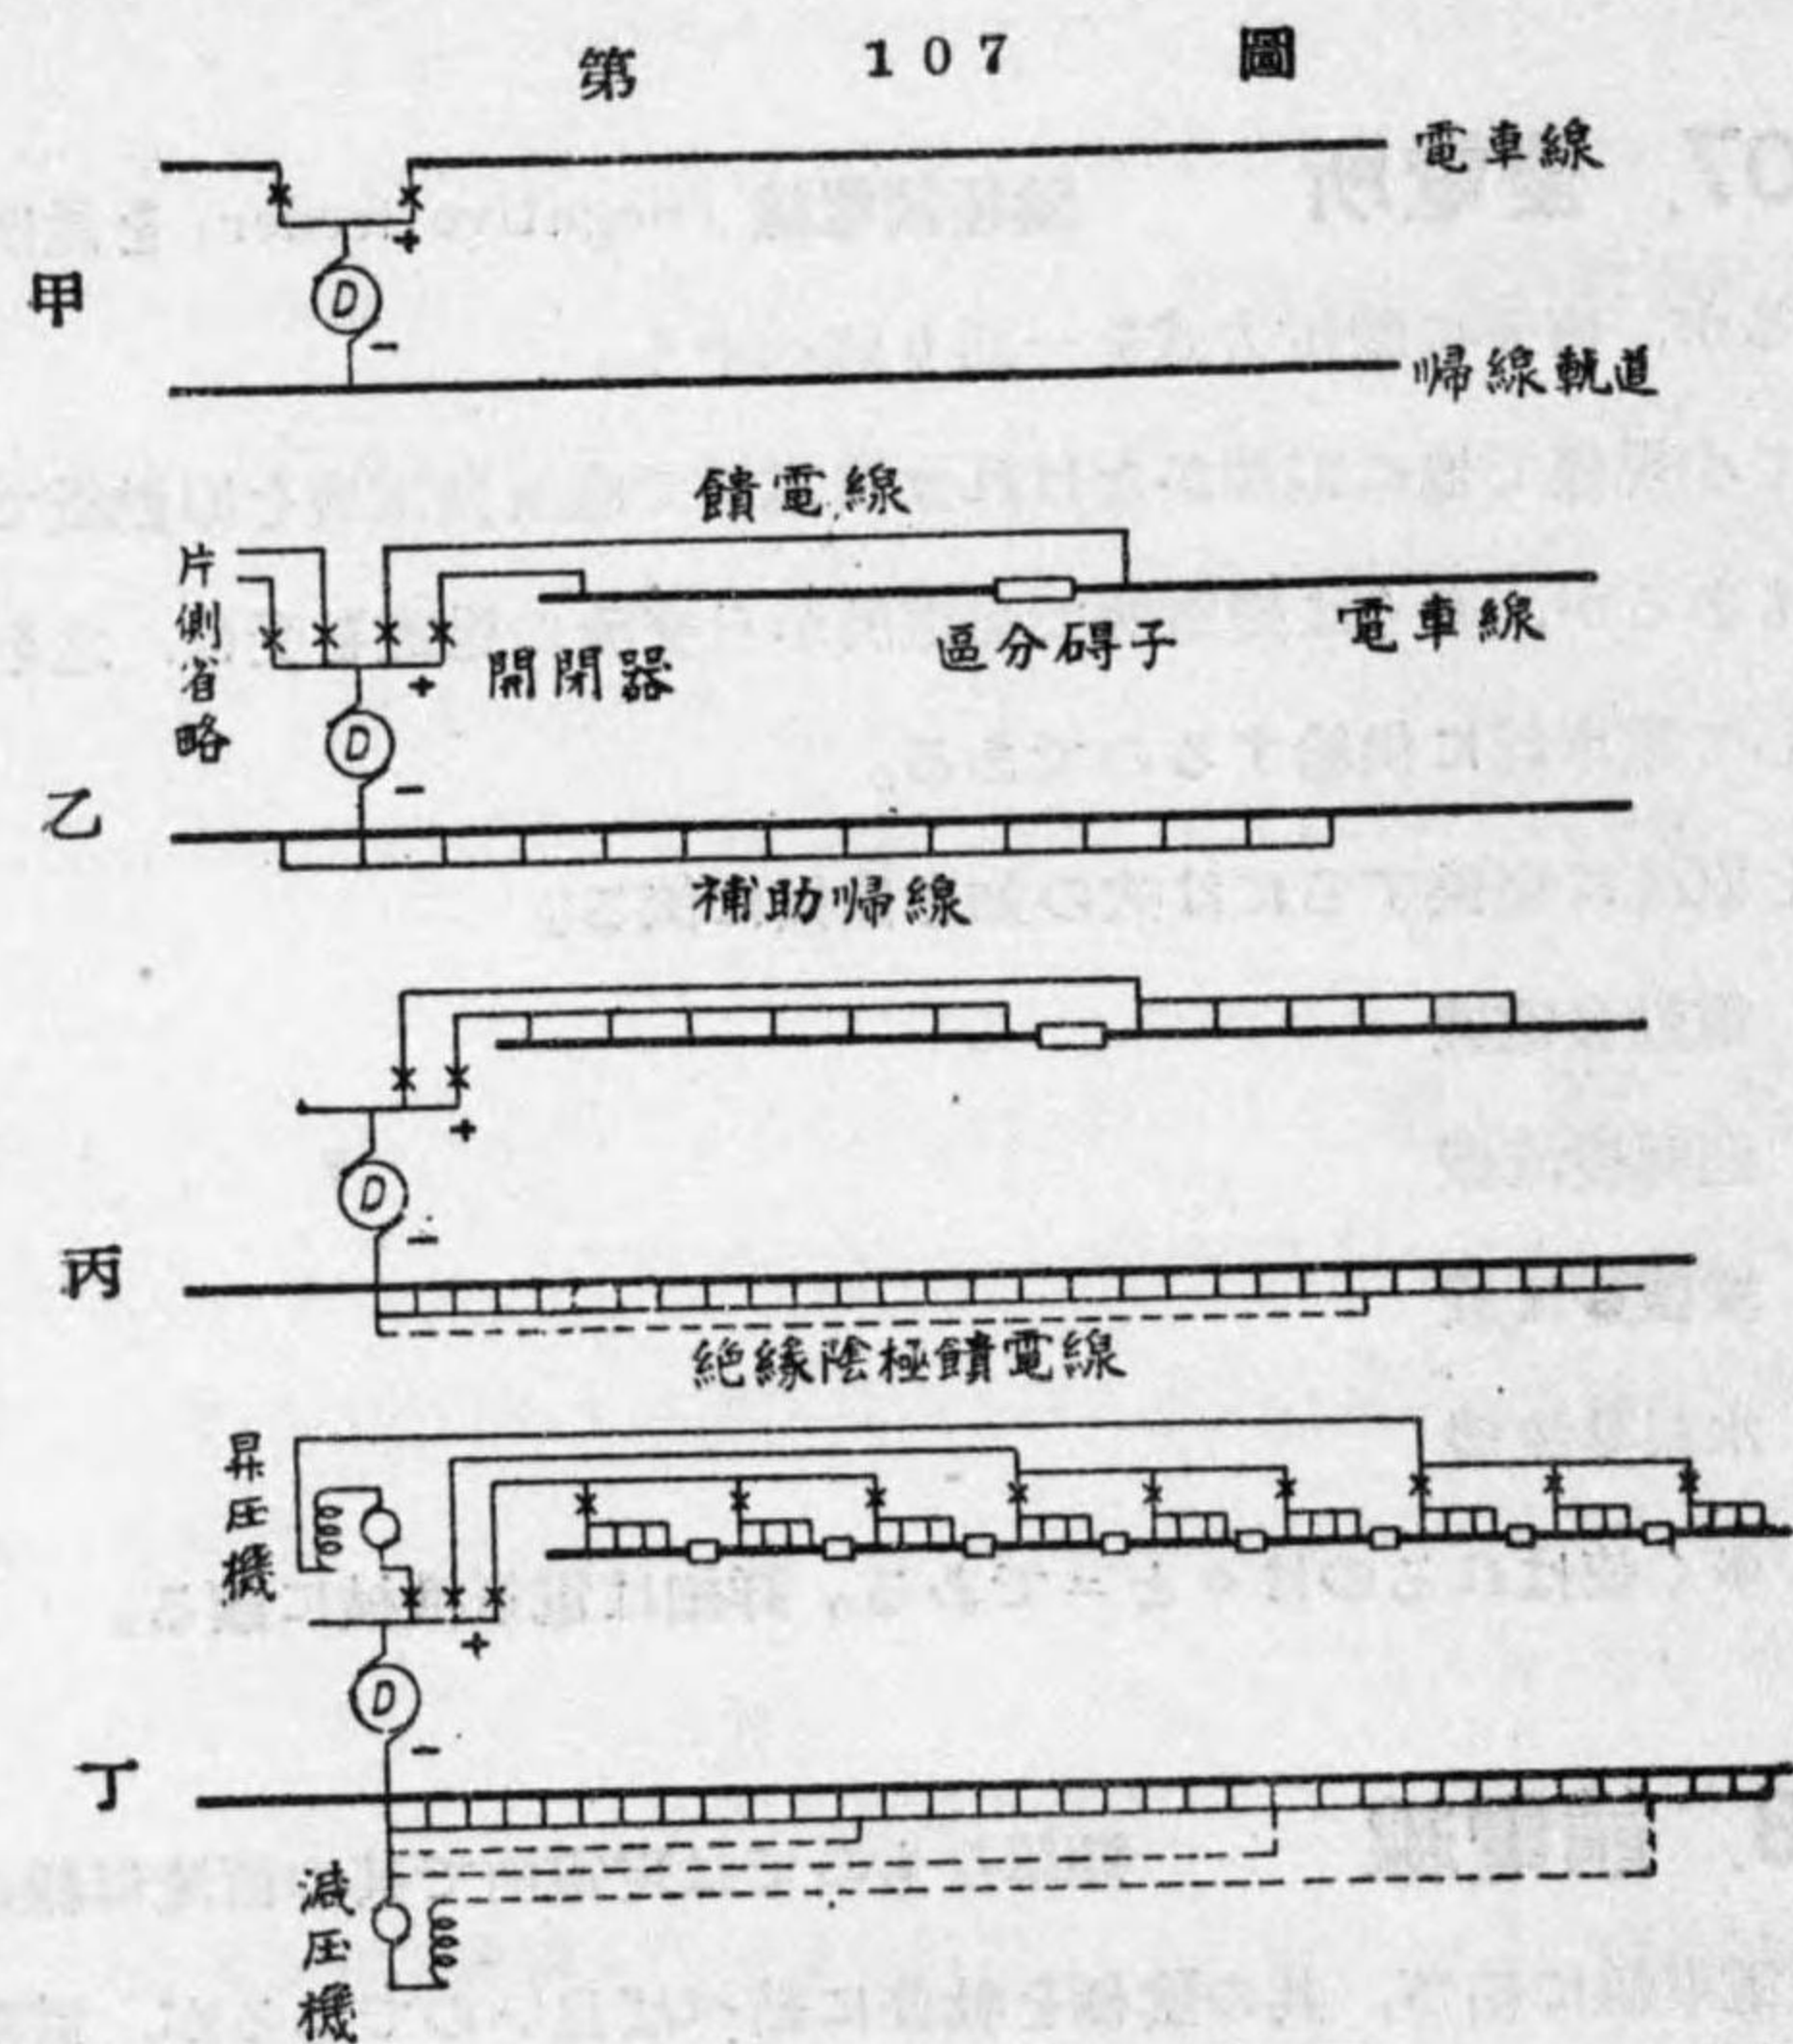 第 107 圖
電車線
+
甲
D
−
帰線軌道
饋電線
片側省略
開閉器
區分碍子
電車線
+
D
−
乙
補助帰線
+
D
−
丙
絶縁陰極饋電線
昇圧機
+
D
−
丁
減圧機